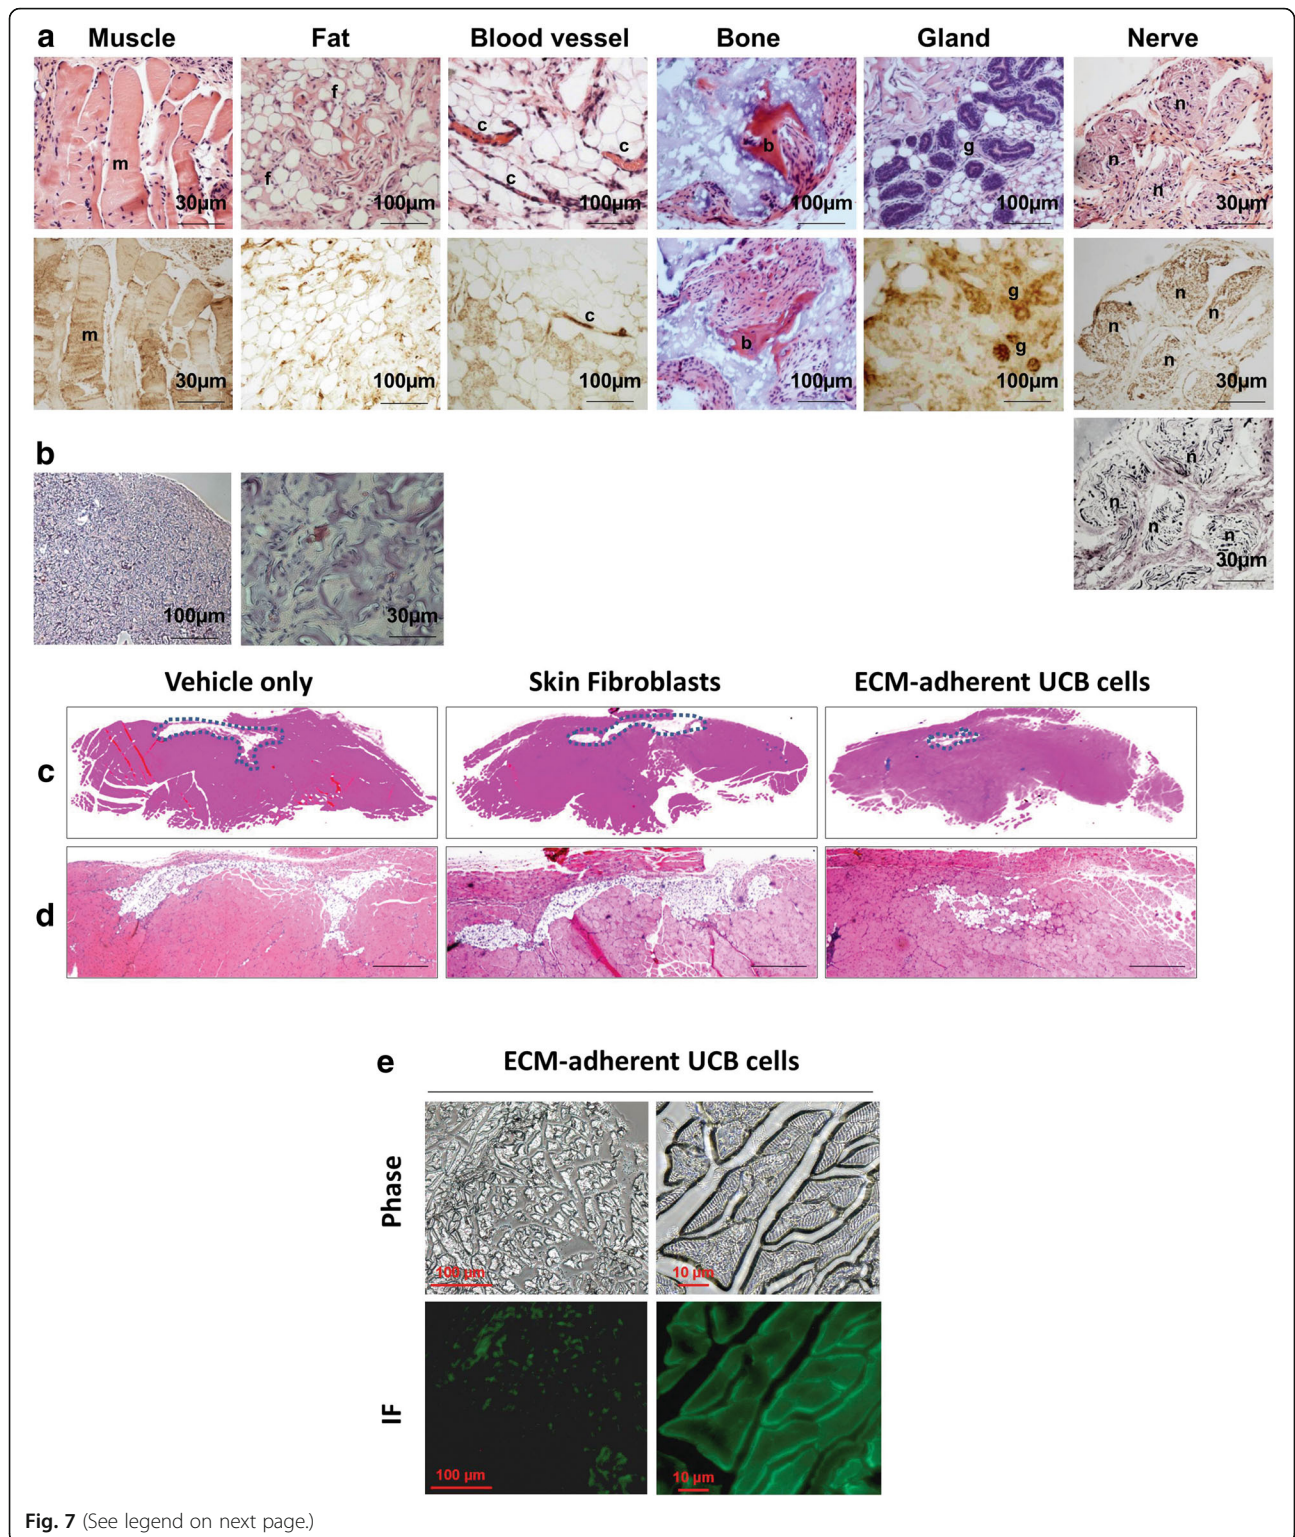 a
Muscle Fat Blood vessel Bone Gland Nerve
m 30µm
f f 100µm
c c c 100µm
b 100µm
g 100µm
n n n 30µm
m 30µm
100µm
c 100µm
b 100µm
g g 100µm
n n n n 30µm
n n n n 30µm
b
100µm 30µm
Vehicle only Skin Fibroblasts ECM-adherent UCB cells
c
d
e
ECM-adherent UCB cells
Phase
100 µm 10 µm
IF
100 µm 10 µm
Fig. 7 (See legend on next page.)